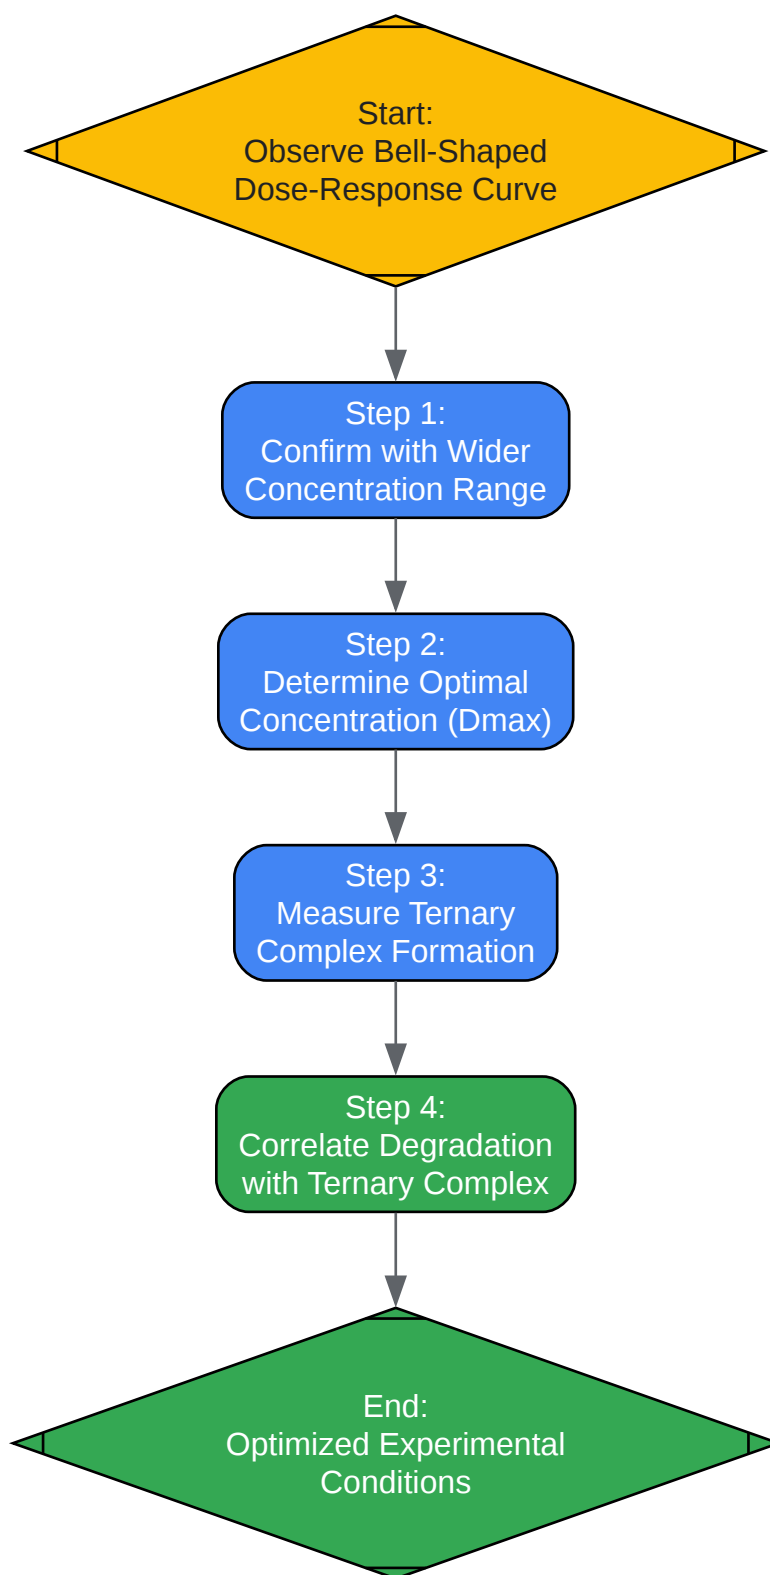 Start:
Observe Bell-Shaped
Dose-Response Curve
Step 1:
Confirm with Wider
Concentration Range
Step 2:
Determine Optimal
Concentration (Dmax)
Step 3:
Measure Ternary
Complex Formation
Step 4:
Correlate Degradation
with Ternary Complex
End:
Optimized Experimental
Conditions